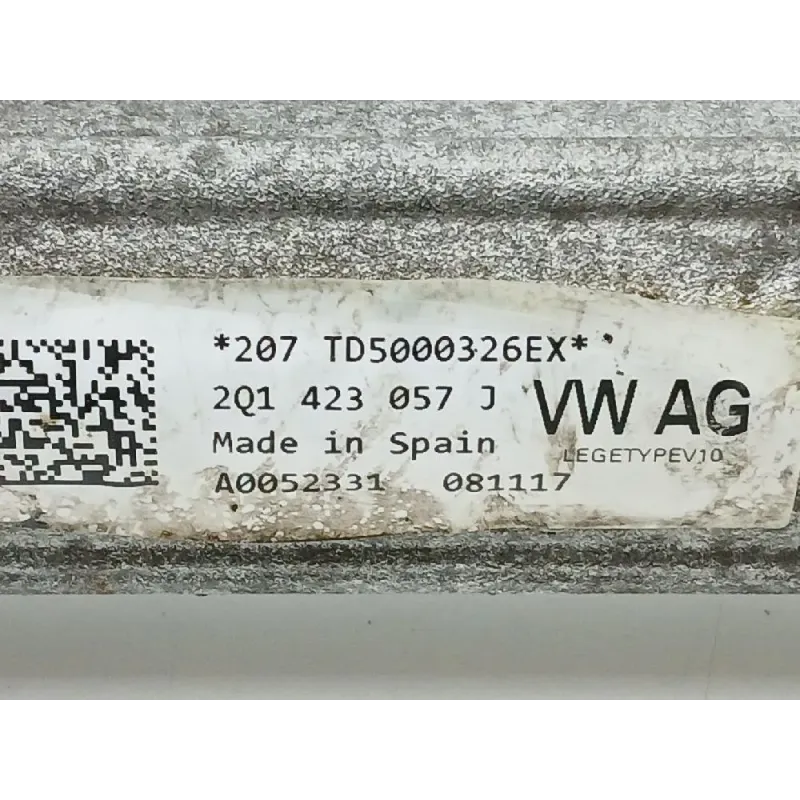 *207 TD5000326EX*
2Q1 423 057 J
VW AG
Made in Spain
LEGETYPEV10
A0052331 081117